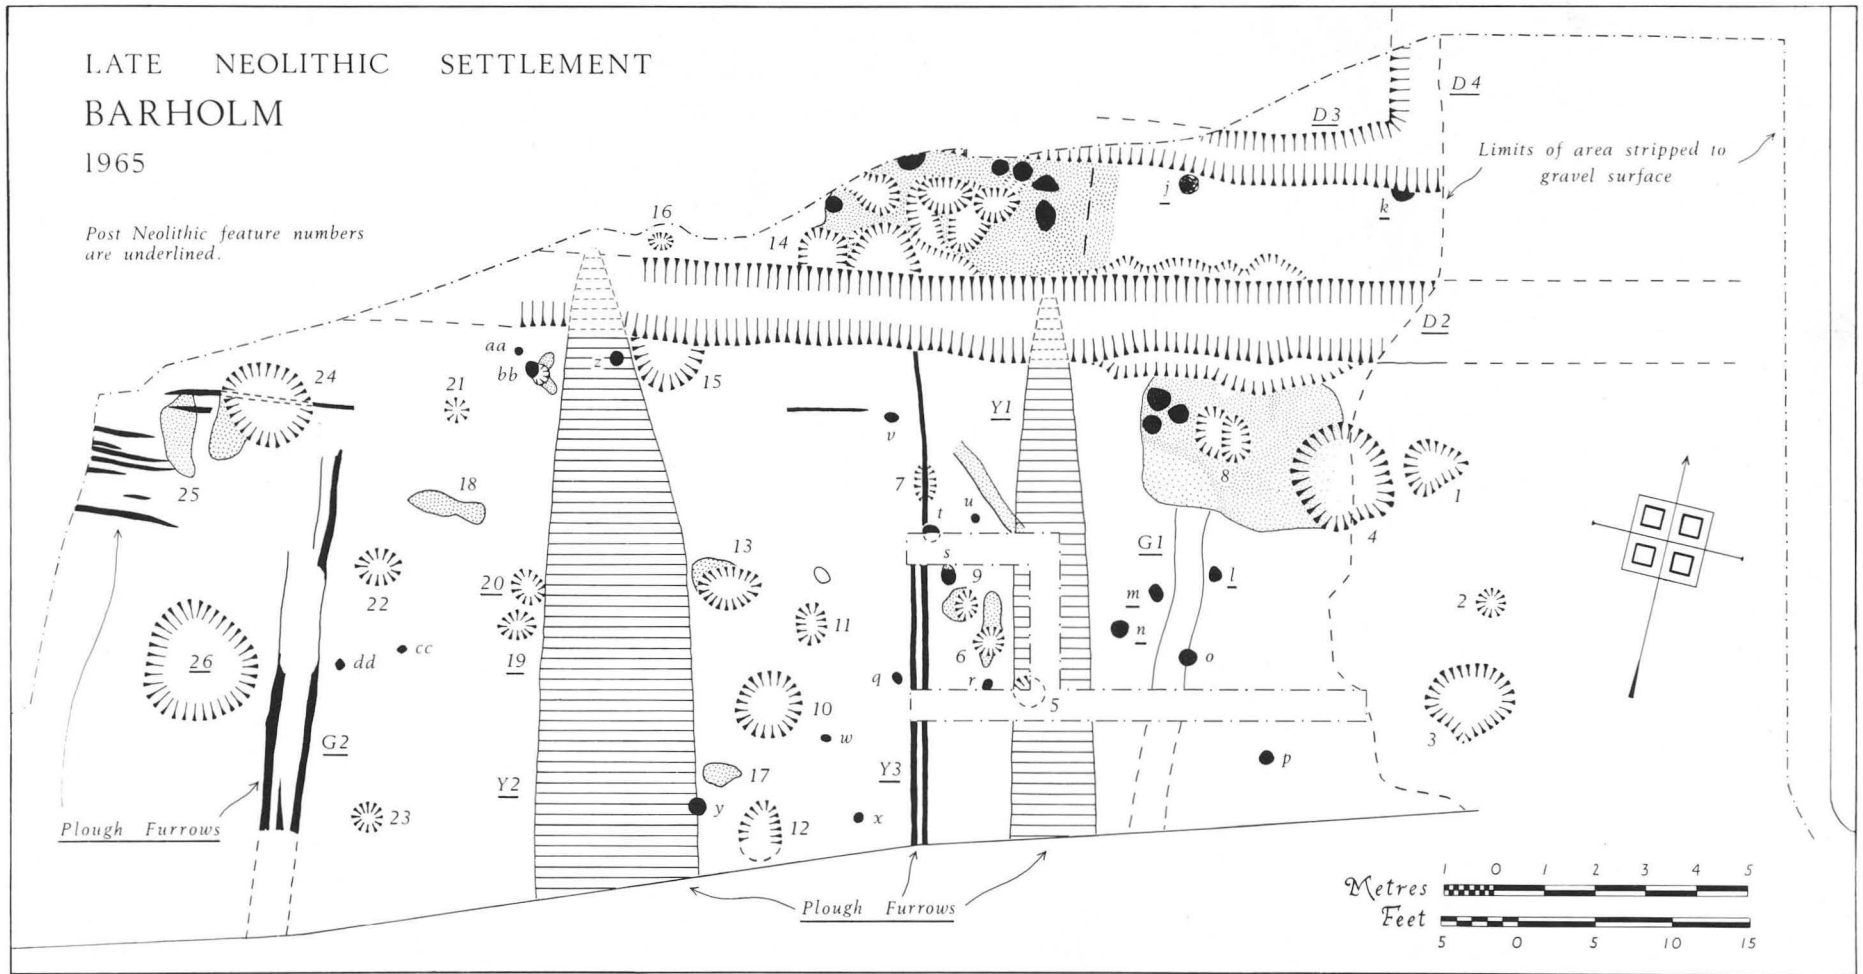 LATE NEOLITHIC SETTLEMENT
BARHOLM
1965
Post Neolithic feature numbers
are underlined.
D4
D3
Limits of area stripped to
gravel surface
j
k
16
14
D2
aa
bb
z
15
24
21
Y1
v
25
18
7
8
1
u
t
4
G1
s
13
9
20
22
l
m
2
11
n
19
6
26
cc
dd
q
r
o
5
10
w
3
G2
Y2
17
Y3
p
y
12
x
23
Plough Furrows
Plough Furrows
Metres
1 0 1 2 3 4 5
Feet
5 0 5 10 15